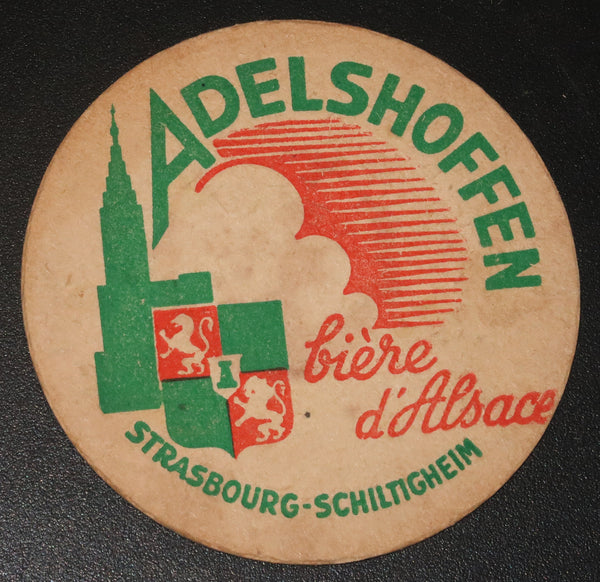 ADELSHOFFEN
bière
d'Alsace
STRASBOURG-SCHILTIGHEIM